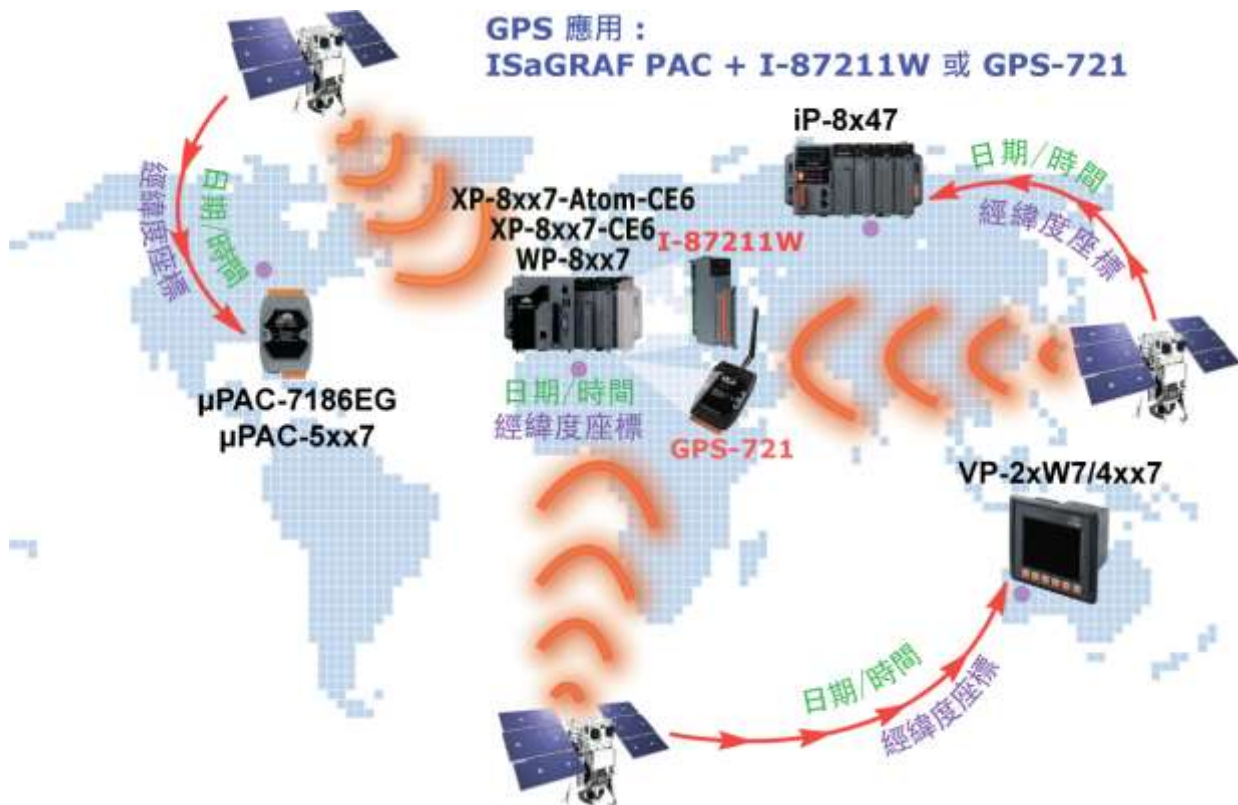 GPS 應用：
ISaGRAF PAC + I-87211W 或 GPS-721
iP-8x47
日期/時間
經緯度座標
日期/時間
經緯度座標
XP-8xx7-Atom-CE6
XP-8xx7-CE6
WP-8xx7
I-87211W
日期/時間
經緯度座標
GPS-721
µPAC-7186EG
µPAC-5xx7
VP-2xW7/4xx7
日期/時間
經緯度座標